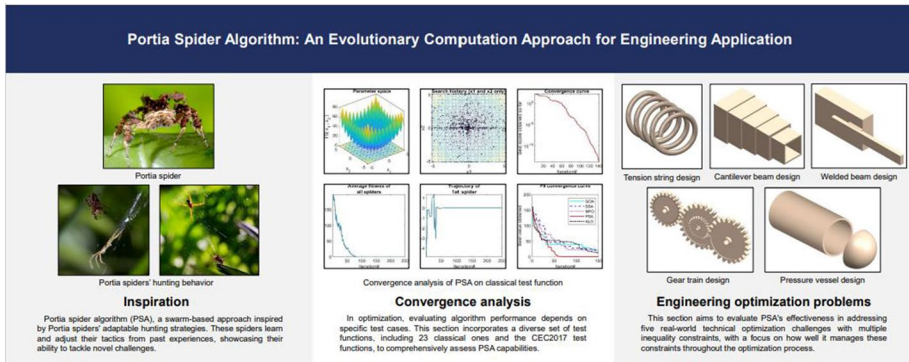 Portia Spider Algorithm: An Evolutionary Computation Approach for Engineering Application
Portia spider
Portia spiders' hunting behavior
Inspiration
Portia spider algorithm (PSA), a swarm-based approach inspired
by Portia spiders' adaptable hunting strategies. These spiders learn
and adjust their tactics from past experiences, showcasing their
ability to tackle novel challenges.
Parameter space
Search history (x1 and x2 only)
Convergence curve
Average fitness of
all spiders
Trajectory of
1st spider
convergence curve
Iteration#
Convergence analysis of PSA on classical test function
Convergence analysis
In optimization, evaluating algorithm performance depends on
specific test cases. This section incorporates a diverse set of test
functions, including 23 classical ones and the CEC2017 test
functions, to comprehensively assess PSA capabilities.
Tension string design
Cantilever beam design
Welded beam design
Gear train design
Pressure vessel design
Engineering optimization problems
This section aims to evaluate PSA's effectiveness in addressing
five real-world technical optimization challenges with multiple
inequality constraints, with a focus on how well it manages these
constraints throughout the optimization process.